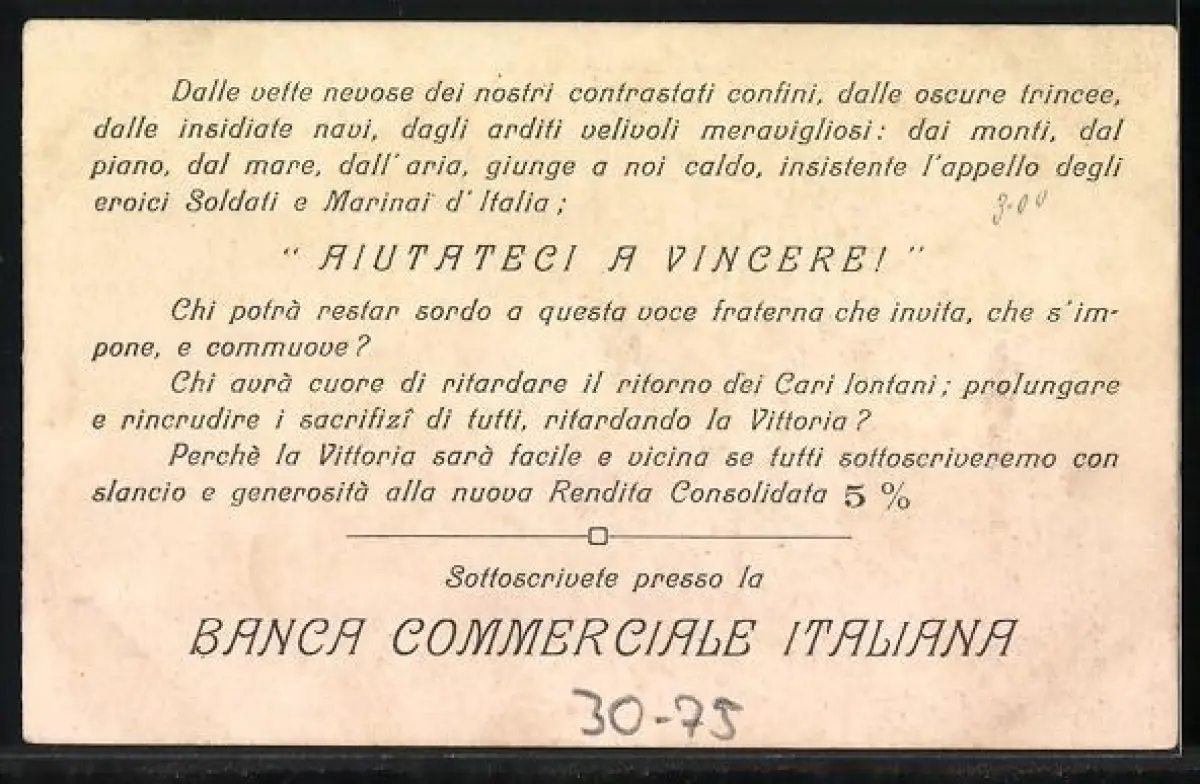 Dalle vette nevose dei nostri contrastati confini, dalle oscure trincee,
dalle insidiate navi, dagli arditi velivoli meravigliosi: dai monti, dal
piano, dal mare, dall' aria, giunge a noi caldo, insistente l'appello degli
eroici Soldati e Marinai d' Italia;
3.00
“ AIUTATECI A VINCERE! ”
Chi potrà restar sordo a questa voce fraterna che invita, che s'im-
pone, e commuove?
Chi avrà cuore di ritardare il ritorno dei Cari lontani; prolungare
e rincrudire i sacrifizî di tutti, ritardando la Vittoria?
Perchè la Vittoria sarà facile e vicina se tutti sottoscriveremo con
slancio e generosità alla nuova Rendita Consolidata 5 %
Sottoscrivete presso la
BANCA COMMERCIALE ITALIANA
30-75